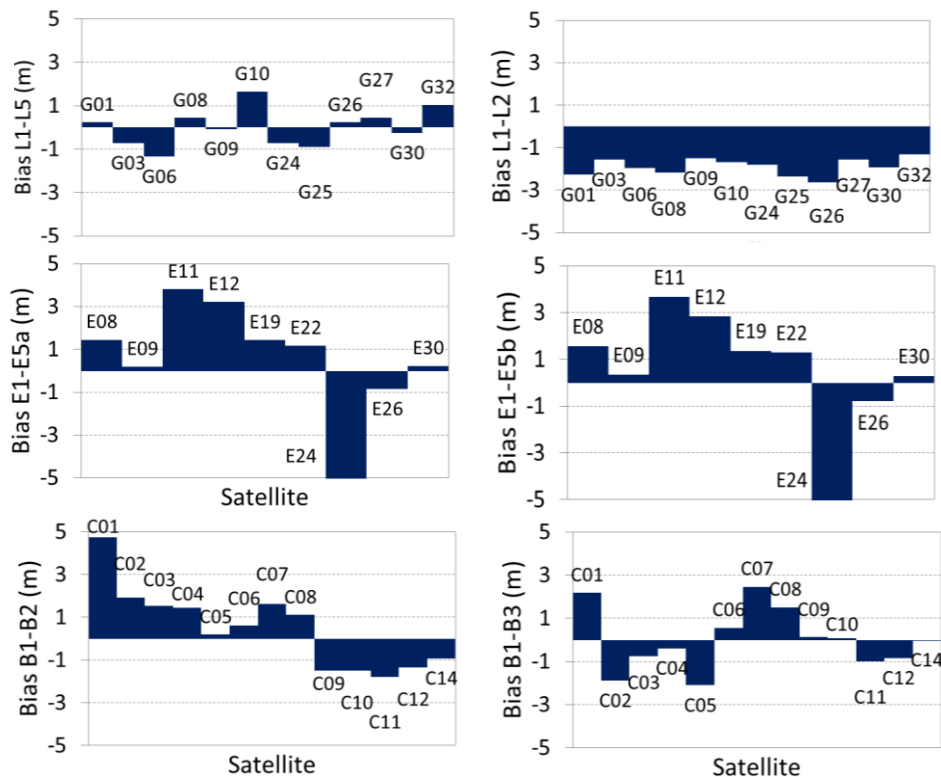 Bias L1-L5 (m)
5
3
1
-1
-3
-5
G01
G03
G06
G08
G09
G10
G24
G25
G26
G27
G30
G32
Bias L1-L2 (m)
5
3
1
-1
-3
-5
G01
G03
G06
G08
G09
G10
G24
G25
G26
G27
G30
G32
Bias E1-E5a (m)
5
3
1
-1
-3
-5
E08
E09
E11
E12
E19
E22
E24
E26
E30
Satellite
Bias E1-E5b (m)
5
3
1
-1
-3
-5
E08
E09
E11
E12
E19
E22
E24
E26
E30
Bias B1-B2 (m)
5
3
1
-1
-3
-5
C01
C02
C03
C04
C05
C06
C07
C08
C09
C10
C11
C12
C14
Satellite
Bias B1-B3 (m)
5
3
1
-1
-3
-5
C01
C02
C03
C04
C05
C06
C07
C08
C09
C10
C11
C12
C14
Satellite